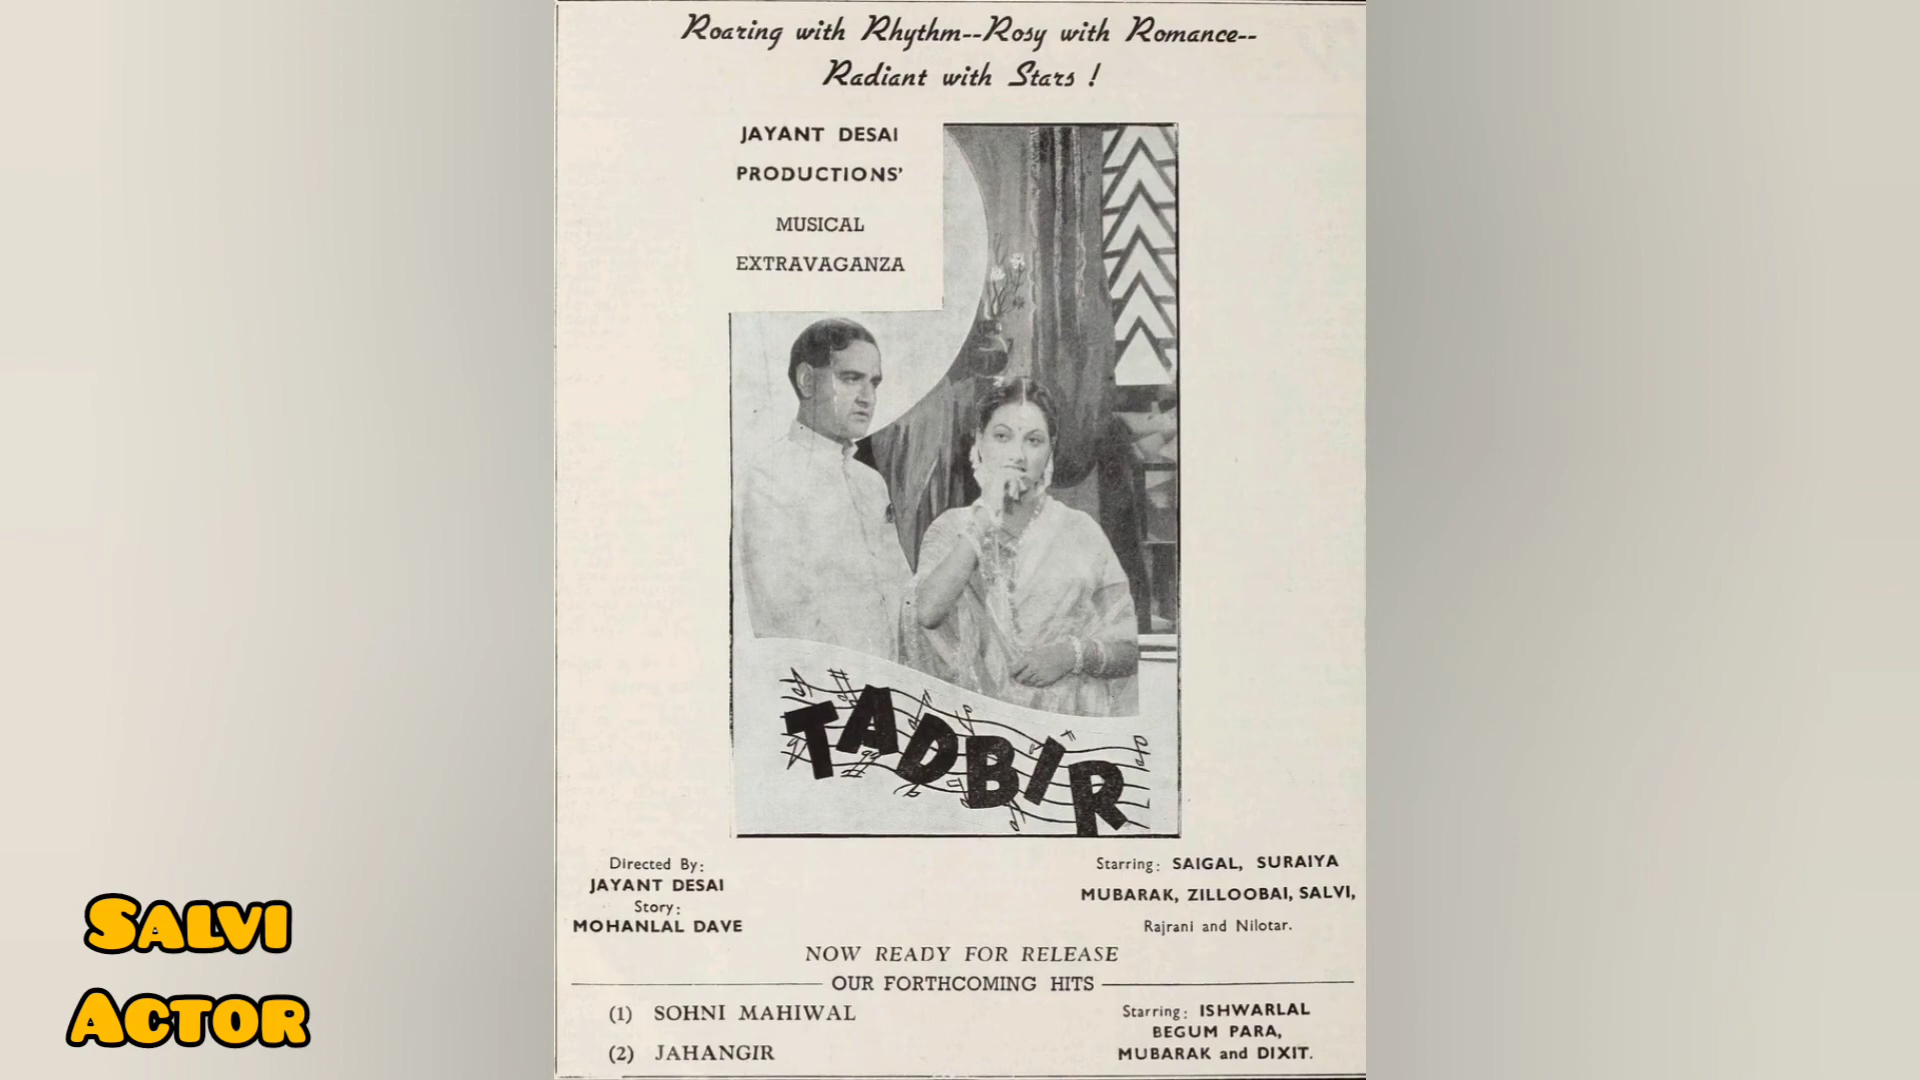 Roaring with Rhythm--Rosy with Romance--
Radiant with Stars !
JAYANT DESAI
PRODUCTIONS'
MUSICAL
EXTRAVAGANZA
TADBIR
Directed By:
JAYANT DESAI
Story:
MOHANLAL DAVE
Starring: SAIGAL, SURAIYA
MUBARAK, ZILLOOBAI, SALVI,
Rajrani and Nilotar.
NOW READY FOR RELEASE
OUR FORTHCOMING HITS
(1) SOHNI MAHIWAL
(2) JAHANGIR
Starring: ISHWARLAL
BEGUM PARA,
MUBARAK and DIXIT.
SALVI
ACTOR